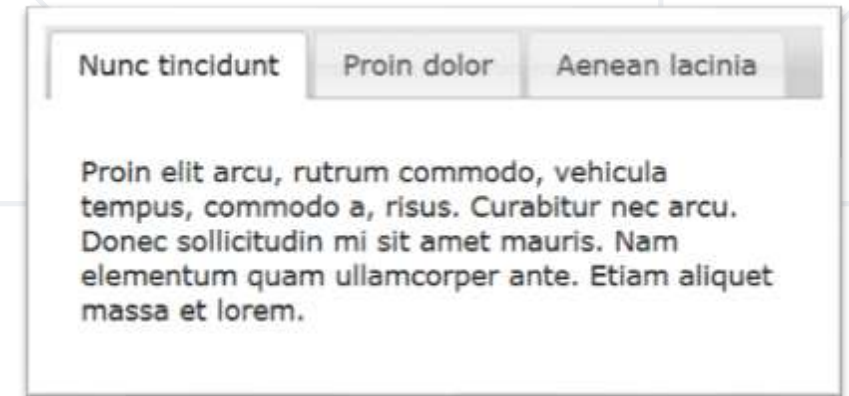 Nunc tincidunt Proin dolor Aenean lacinia
Proin elit arcu, rutrum commodo, vehicula
tempus, commodo a, risus. Curabitur nec arcu.
Donec sollicitudin mi sit amet mauris. Nam
elementum quam ullamcorper ante. Etiam aliquet
massa et lorem.